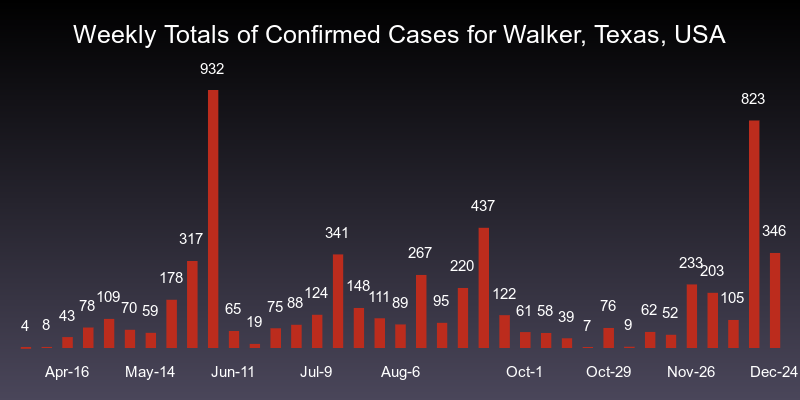 Weekly Totals of Confirmed Cases for Walker, Texas, USA
4 8 43 78 109 70 59 178 317 932 65 19 75 88 124 341 148 111 89 267 95 220 437 122 61 58 39 7 76 9 62 52 233 203 105 823 346
Apr-16 May-14 Jun-11 Jul-9 Aug-6 Oct-1 Oct-29 Nov-26 Dec-24